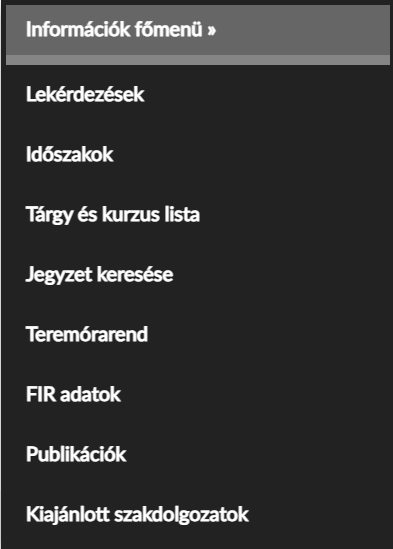 Információk főmenü »
Lekérdezések
Időszakok
Tárgy és kurzus lista
Jegyzet keresése
Teremórarend
FIR adatok
Publikációk
Kiajánlott szakdolgozatok